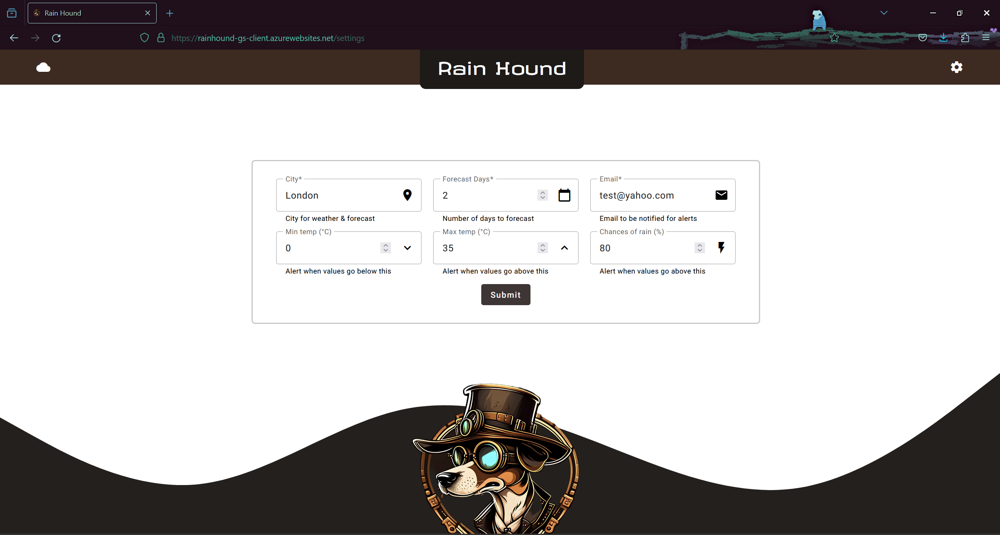 Rain Hound
https://rainhound-gs-client.azurewebsites.net/settings
Rain Hound
City* Forecast Days* Email*
London 2 test@yahoo.com
City for weather & forecast Number of days to forecast Email to be notified for alerts
Min temp (°C) Max temp (°C) Chances of rain (%)
0 35 80
Alert when values go below this Alert when values go above this Alert when values go above this
Submit